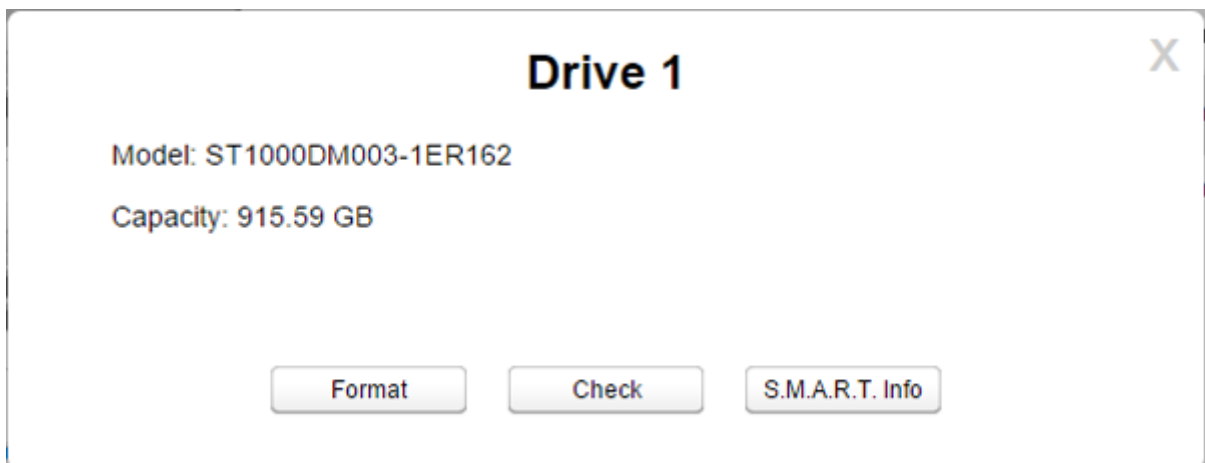 Drive 1
X
Model: ST1000DM003-1ER162
Capacity: 915.59 GB
Format Check S.M.A.R.T. Info